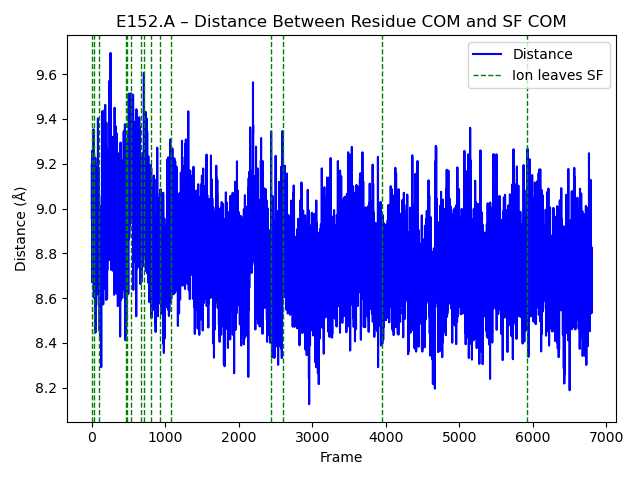 E152.A – Distance Between Residue COM and SF COM
Distance
Ion leaves SF
Distance (Å)
9.6
9.4
9.2
9.0
8.8
8.6
8.4
8.2
0 1000 2000 3000 4000 5000 6000 7000
Frame